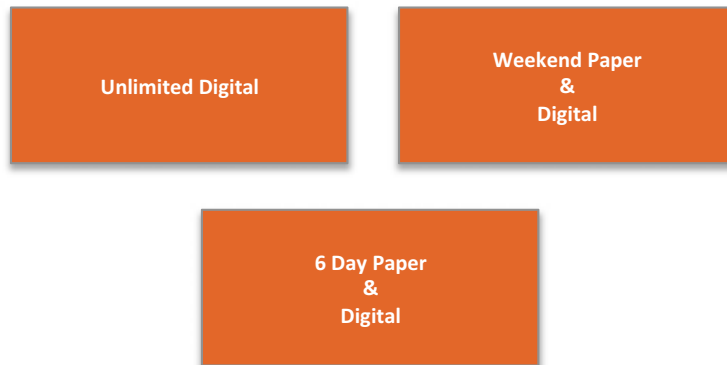 Unlimited Digital
Weekend Paper
&
Digital
6 Day Paper
&
Digital